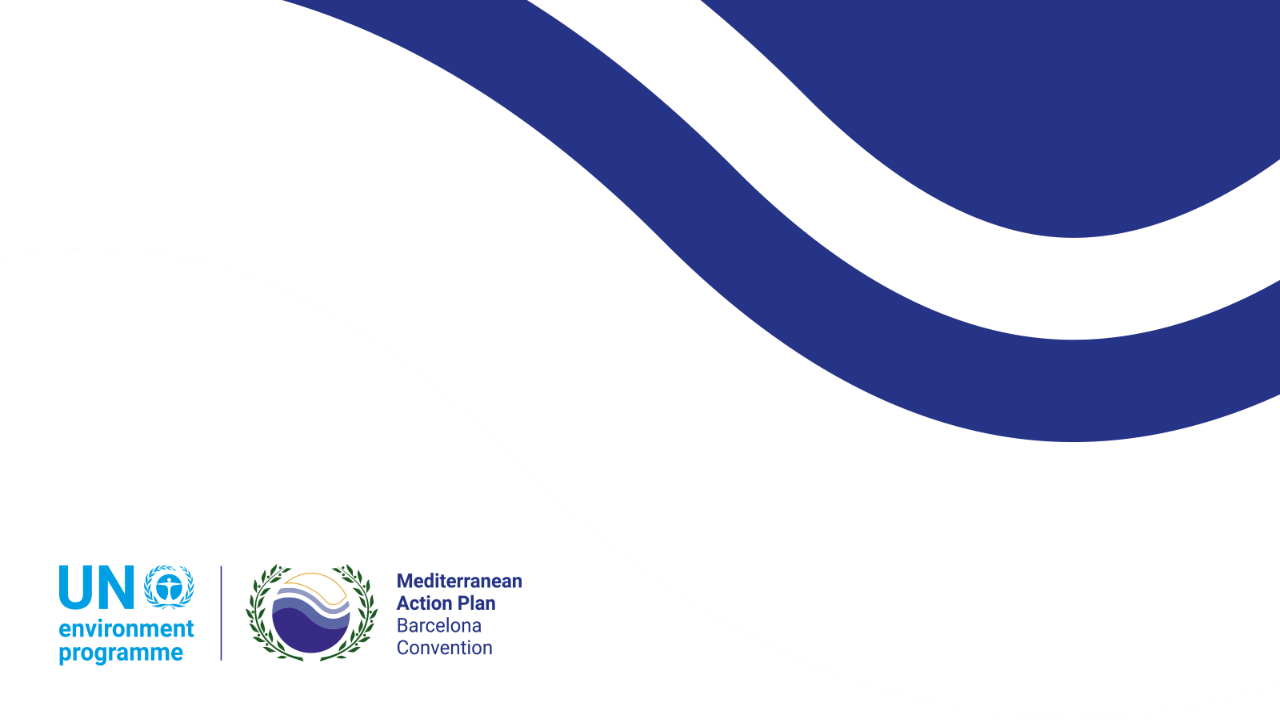 UN
environment
programme
Mediterranean
Action Plan
Barcelona
Convention